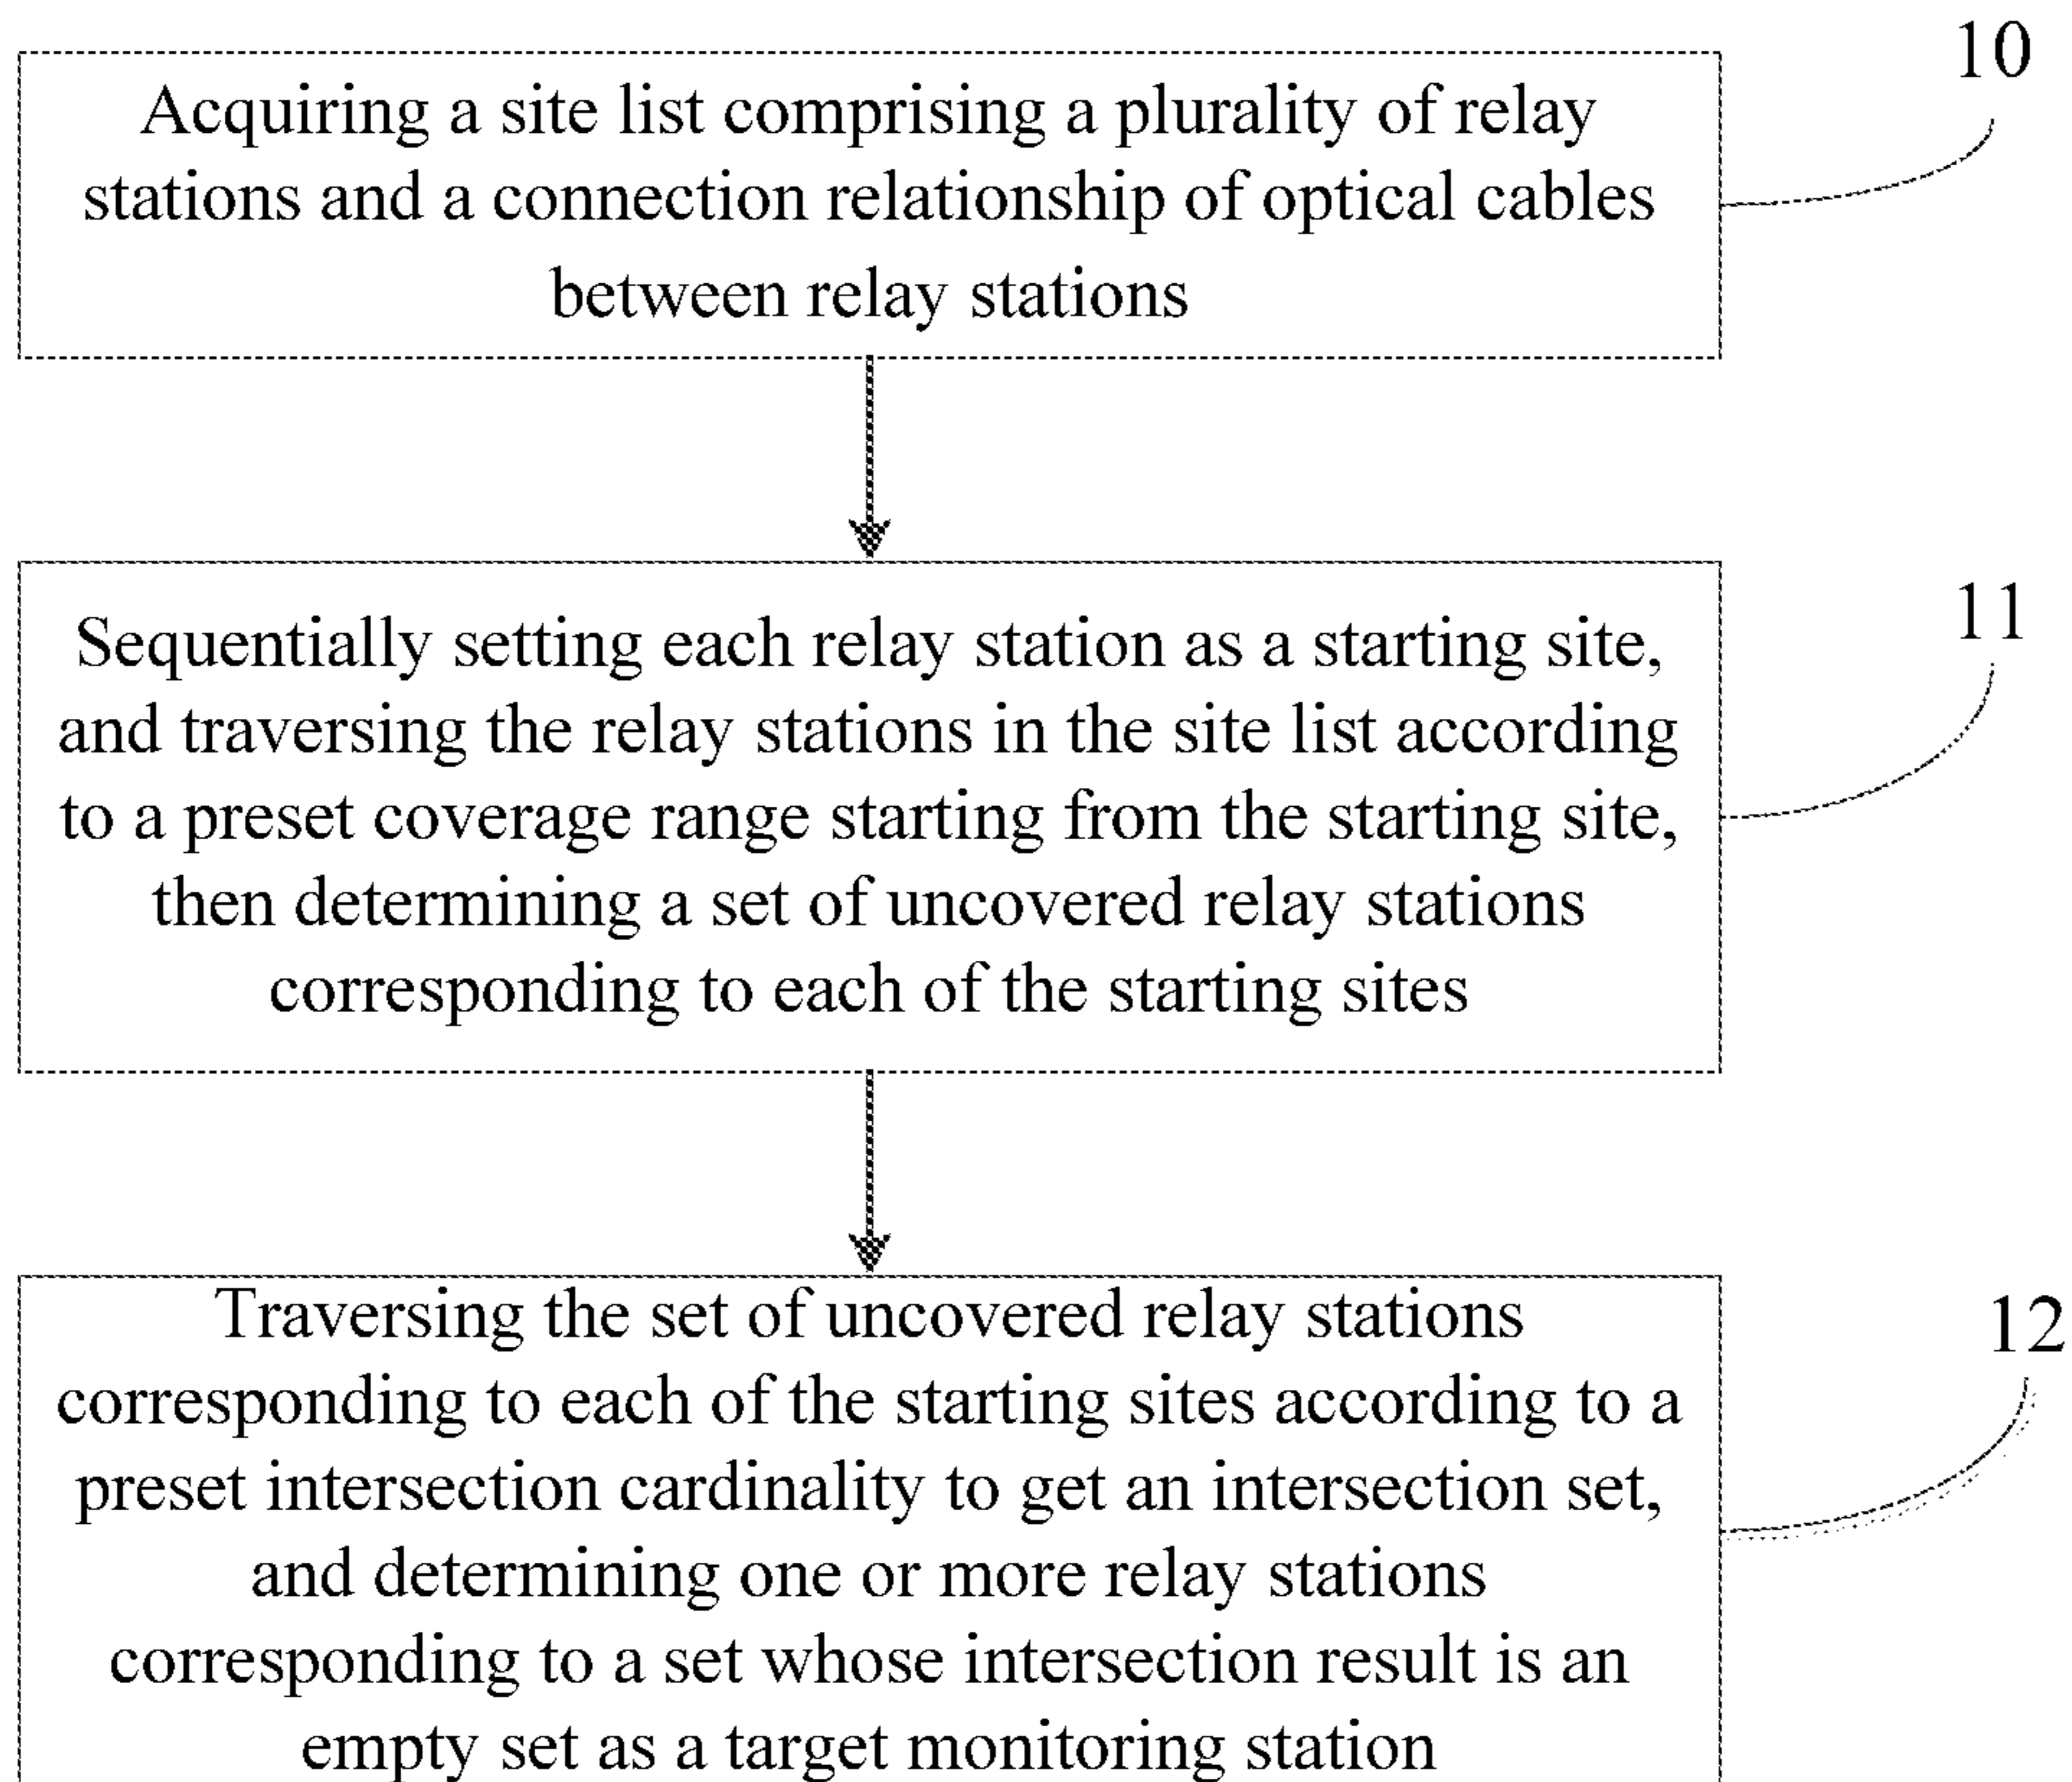 10
Acquiring a site list comprising a plurality of relay
stations and a connection relationship of optical cables
between relay stations
11
Sequentially setting each relay station as a starting site,
and traversing the relay stations in the site list according
to a preset coverage range starting from the starting site,
then determining a set of uncovered relay stations
corresponding to each of the starting sites
12
Traversing the set of uncovered relay stations
corresponding to each of the starting sites according to a
preset intersection cardinality to get an intersection set,
and determining one or more relay stations
corresponding to a set whose intersection result is an
empty set as a target monitoring station